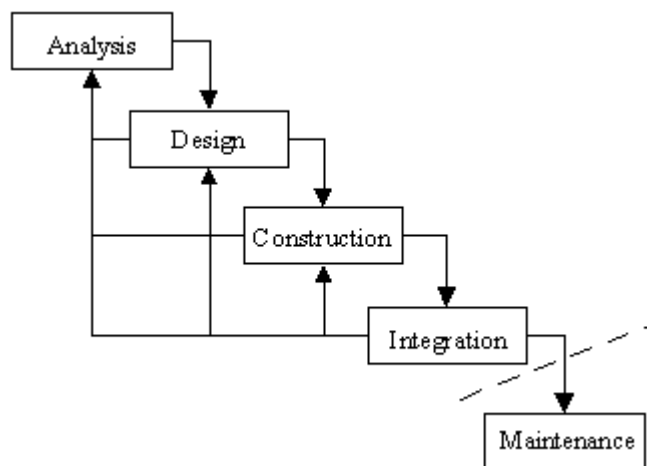 Analysis
Design
Construction
Integration
Maintenance